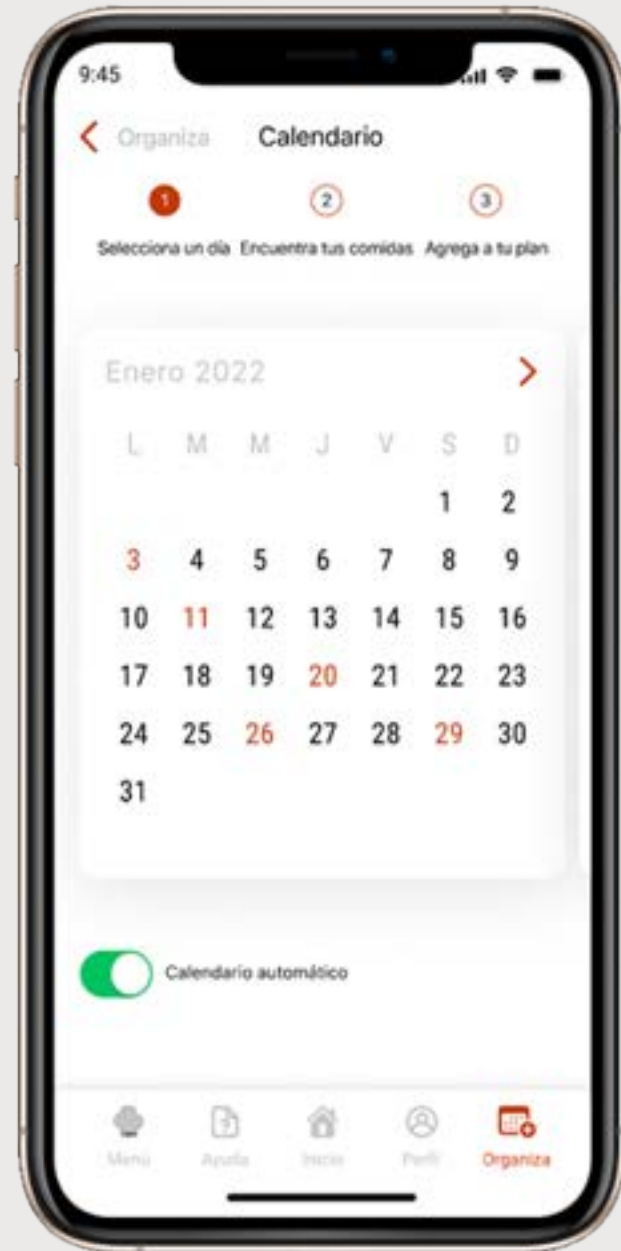 9:45
Organiza Calendario
1 2 3
Selecciona un día Encuentra tus comidas Agrega a tu plan
Enero 2022
L M M J V S D
1 2
3 4 5 6 7 8 9
10 11 12 13 14 15 16
17 18 19 20 21 22 23
24 25 26 27 28 29 30
31
Calendario automático
Menú Ayuda Inicio Perfil Organiza